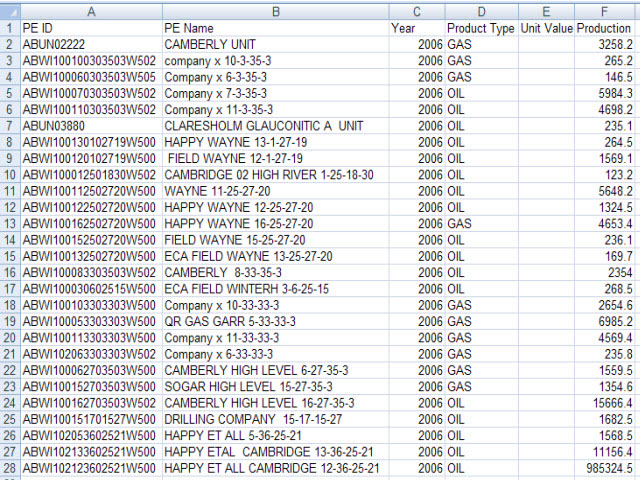 A B C D E F
1 PE ID PE Name Year Product Type Unit Value Production
2 ABUN02222 CAMBERLY UNIT 2006 GAS 3258.2
3 ABWI100100303503W502 company x 10-3-35-3 2006 GAS 265.2
4 ABWI100060303503W505 Company x 6-3-35-3 2006 GAS 146.5
5 ABWI100070303503W502 Company x 7-3-35-3 2006 OIL 5984.3
6 ABWI100110303503W502 Company x 11-3-35-3 2006 OIL 4698.2
7 ABUN03880 CLARESHOLM GLAUCONITIC A UNIT 2006 OIL 235.1
8 ABWI100130102719W500 HAPPY WAYNE 13-1-27-19 2006 OIL 264.5
9 ABWI100120102719W500 FIELD WAYNE 12-1-27-19 2006 OIL 1569.1
10 ABWI100012501830W502 CAMBRIDGE 02 HIGH RIVER 1-25-18-30 2006 OIL 123.2
11 ABWI100112502720W500 WAYNE 11-25-27-20 2006 OIL 5648.2
12 ABWI100122502720W500 HAPPY WAYNE 12-25-27-20 2006 OIL 1324.5
13 ABWI100162502720W500 HAPPY WAYNE 16-25-27-20 2006 GAS 4653.4
14 ABWI100152502720W500 FIELD WAYNE 15-25-27-20 2006 OIL 236.1
15 ABWI100132502720W500 ECA FIELD WAYNE 13-25-27-20 2006 OIL 169.7
16 ABWI100083303503W502 CAMBERLY 8-33-35-3 2006 OIL 2354
17 ABWI100030602515W500 ECA FIELD WINTERH 3-6-25-15 2006 OIL 268.5
18 ABWI100103303303W500 Company x 10-33-33-3 2006 GAS 2654.6
19 ABWI100053303303W500 QR GAS GARR 5-33-33-3 2006 GAS 6985.2
20 ABWI100113303303W500 Company x 11-33-33-3 2006 GAS 4569.4
21 ABWI102063303303W502 Company x 6-33-33-3 2006 GAS 235.8
22 ABWI100062703503W500 CAMBERLY HIGH LEVEL 6-27-35-3 2006 GAS 1559.5
23 ABWI100152703503W500 SOGAR HIGH LEVEL 15-27-35-3 2006 GAS 1354.6
24 ABWI100162703503W502 CAMBERLY HIGH LEVEL 16-27-35-3 2006 OIL 15666.4
25 ABWI100151701527W500 DRILLING COMPANY 15-17-15-27 2006 OIL 1682.5
26 ABWI102053602521W500 HAPPY ET ALL 5-36-25-21 2006 OIL 1568.5
27 ABWI102133602521W500 HAPPY ETAL CAMBRIDGE 13-36-25-21 2006 OIL 11156.4
28 ABWI102123602521W500 HAPPY ET ALL CAMBRIDGE 12-36-25-21 2006 OIL 985324.5